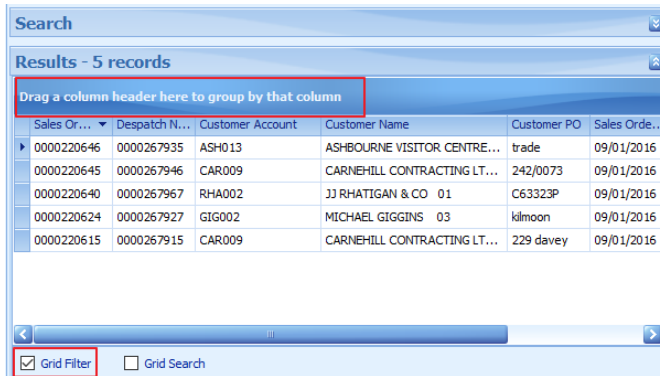 Search
Results - 5 records
Drag a column header here to group by that column
Sales Or... Despatch N... Customer Account Customer Name Customer PO Sales Orde...
0000220646 0000267935 ASH013 ASHBOURNE VISITOR CENTRE... trade 09/01/2016
0000220645 0000267946 CAR009 CARNEHILL CONTRACTING LT... 242/0073 09/01/2016
0000220640 0000267967 RHA002 JJ RHATIGAN & CO 01 C63323P 09/01/2016
0000220624 0000267927 GIG002 MICHAEL GIGGINS 03 kilmoon 09/01/2016
0000220615 0000267915 CAR009 CARNEHILL CONTRACTING LT... 229 davey 09/01/2016
Grid Filter Grid Search